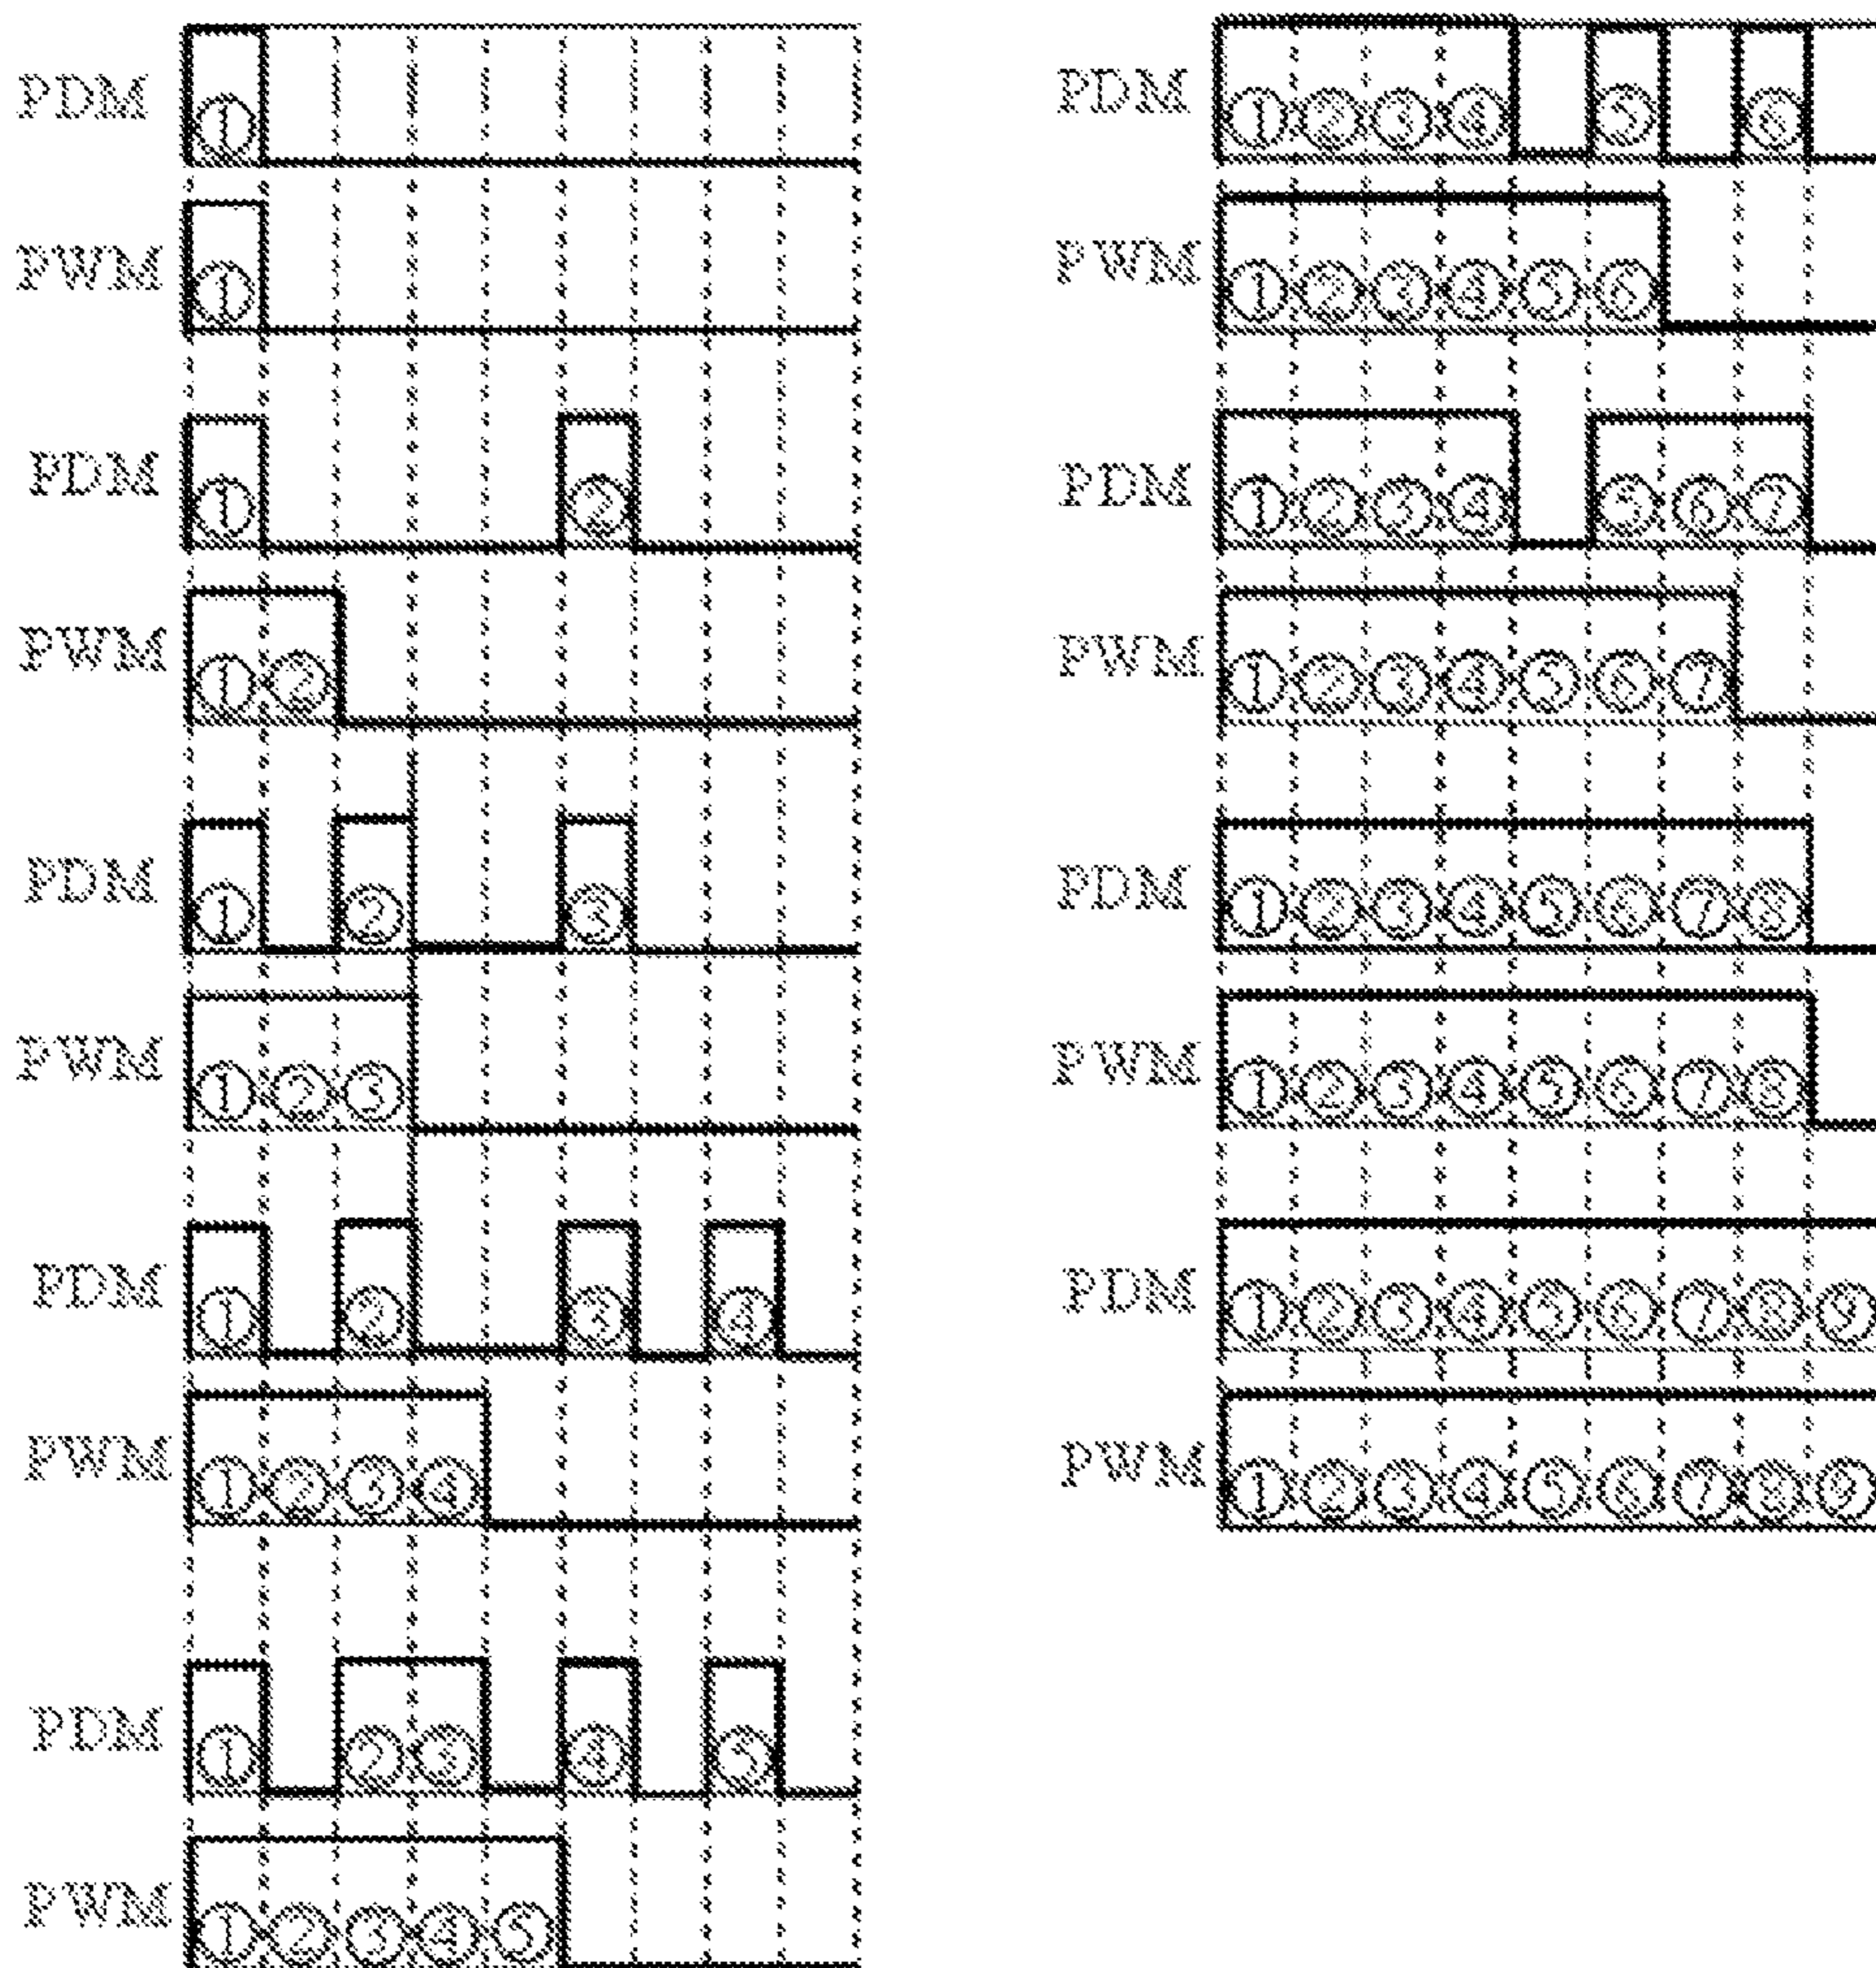 PDM ①
PWM ①
PDM ① ②
PWM ① ②
PDM ① ② ③
PWM ① ② ③
PDM ① ② ③ ④
PWM ① ② ③ ④
PDM ① ② ③ ④ ⑤
PWM ① ② ③ ④ ⑤
PDM ① ② ③ ④ ⑤ ⑥
PWM ① ② ③ ④ ⑤ ⑥
PDM ① ② ③ ④ ⑤ ⑥ ⑦
PWM ① ② ③ ④ ⑤ ⑥ ⑦
PDM ① ② ③ ④ ⑤ ⑥ ⑦ ⑧
PWM ① ② ③ ④ ⑤ ⑥ ⑦ ⑧
PDM ① ② ③ ④ ⑤ ⑥ ⑦ ⑧ ⑨
PWM ① ② ③ ④ ⑤ ⑥ ⑦ ⑧ ⑨